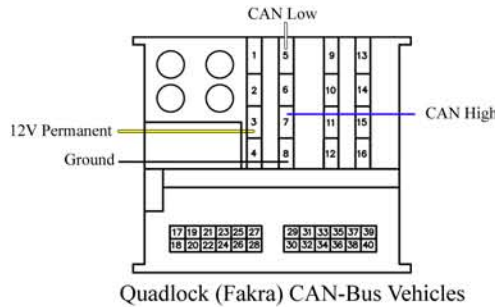 CAN Low
1 5 9 13
2 6 10 14
CAN High
12V Permanent 3 7 11 15
Ground 4 8 12 16
17 19 21 23 25 27 29 31 33 35 37 39
18 20 22 24 26 28 30 32 34 36 38 40
Quadlock (Fakra) CAN-Bus Vehicles